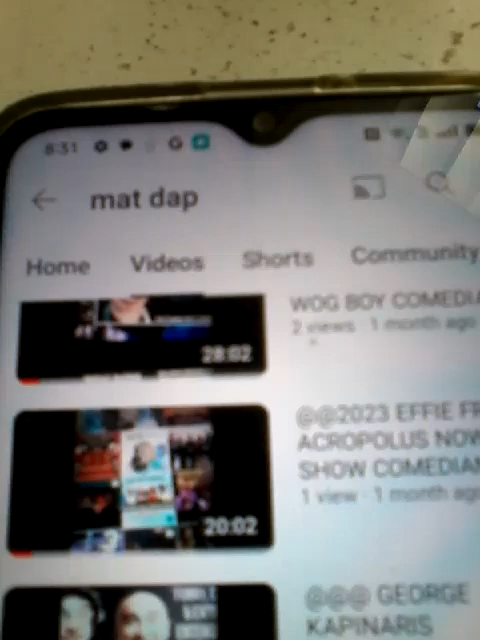 8:31
mat dap
Home Videos Shorts Community
WOG BOY COMEDIA
2 views · 1 month ago
28:02
@@2023 EFFIE FR
ACROPOLUS NOW
SHOW COMEDIAN
1 view · 1 month ago
20:02
@@@ GEORGE
KAPINARIS